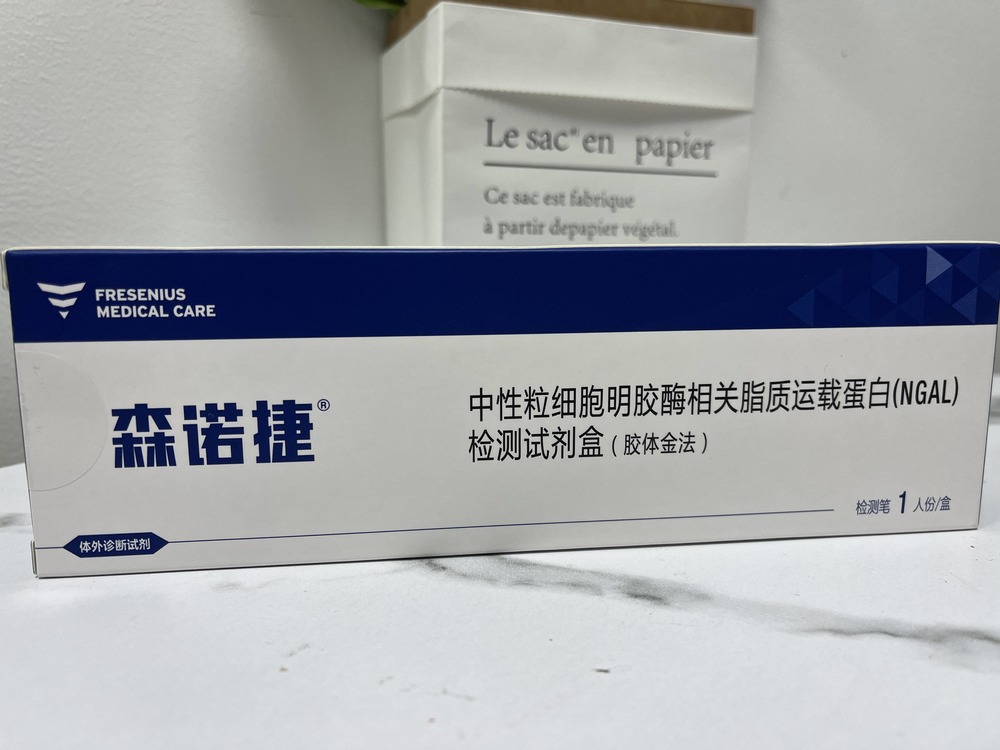 Le sac® en papier
Ce sac est fabrique
à partir depapier végétal.
FRESENIUS
MEDICAL CARE
森诺捷®
中性粒细胞明胶酶相关脂质运载蛋白(NGAL)
检测试剂盒(胶体金法)
检测笔 1 人份/盒
体外诊断试剂